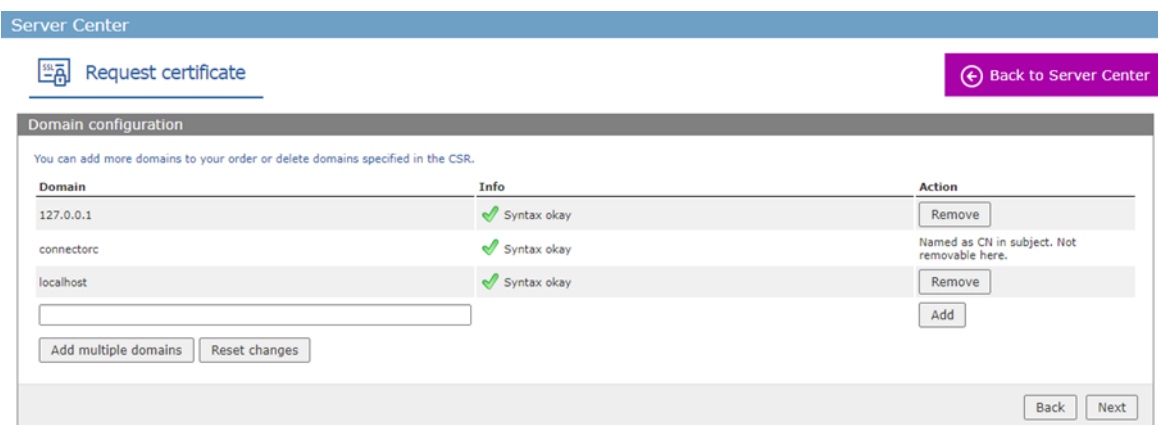 Server Center
SSL
Request certificate
Back to Server Center
Domain configuration
You can add more domains to your order or delete domains specified in the CSR.
Domain Info Action
127.0.0.1 Syntax okay Remove
connectorc Syntax okay Named as CN in subject. Not
removable here.
localhost Syntax okay Remove
Add
Add multiple domains Reset changes
Back Next